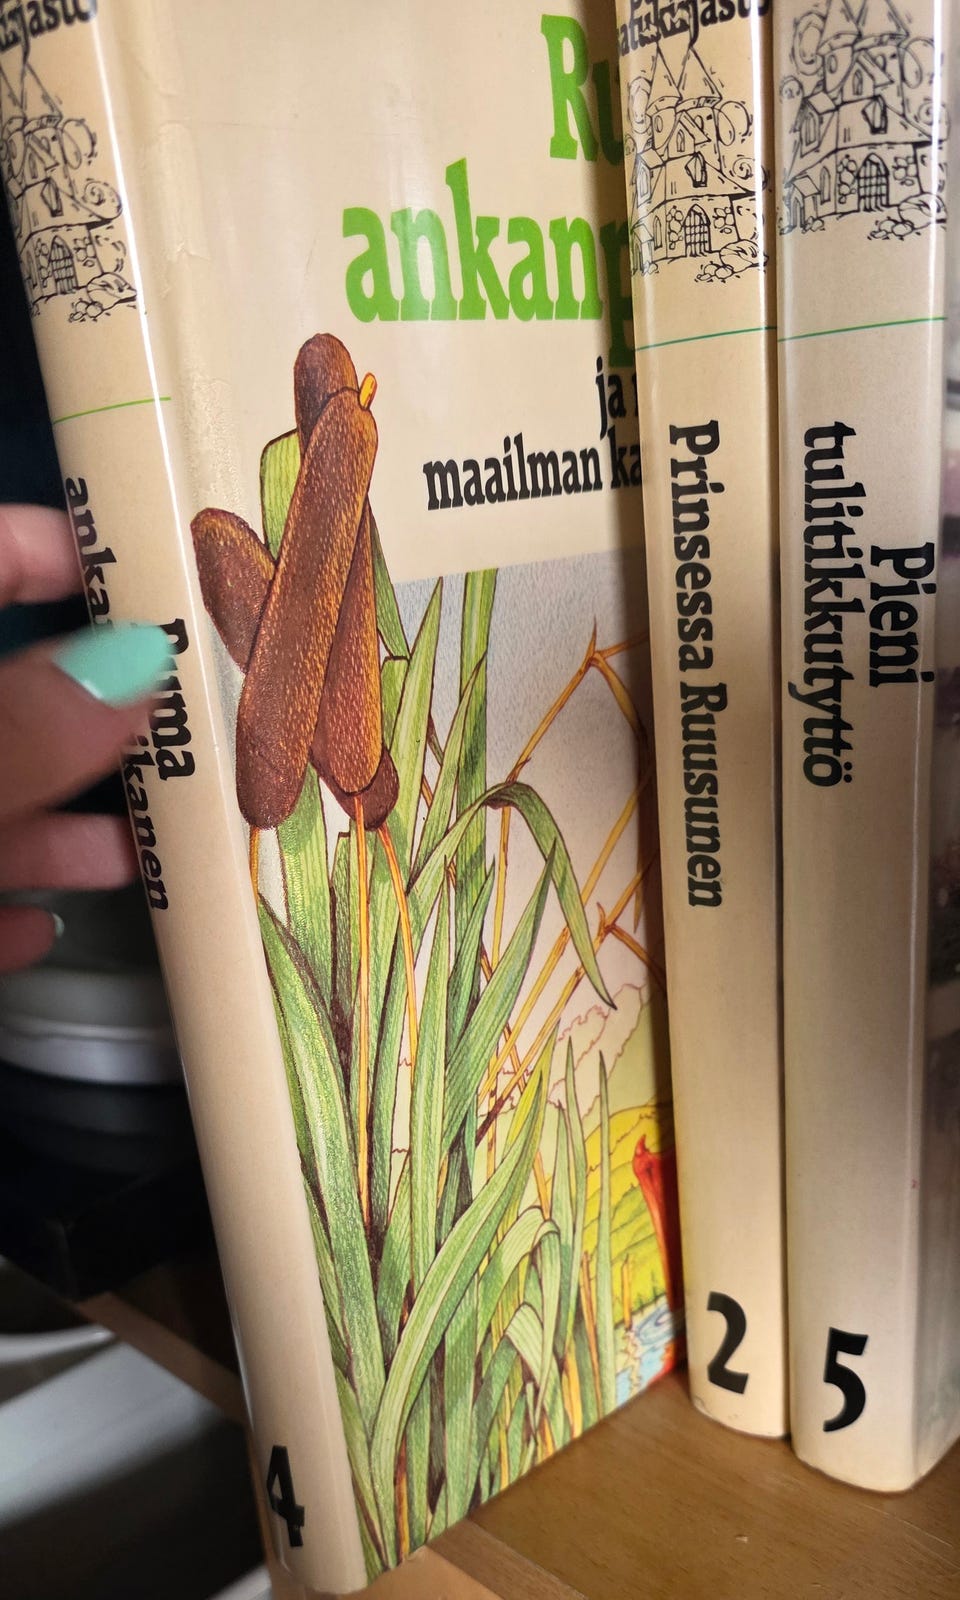 Ruma
ankanpoikanen
4
Ru
ankanp
ja
maailman ka
Prinsessa Ruusunen
2
Pieni
tulitikkutyttö
5